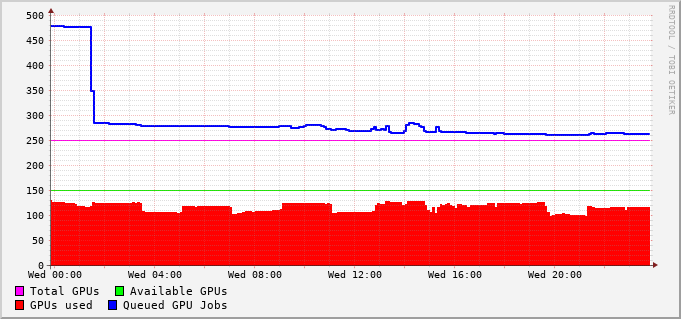 500
450
400
350
300
250
200
150
100
50
0
Wed 00:00 Wed 04:00 Wed 08:00 Wed 12:00 Wed 16:00 Wed 20:00
Total GPUs Available GPUs
GPUs used Queued GPU Jobs
RRDTOOL / TOBI OETIKER